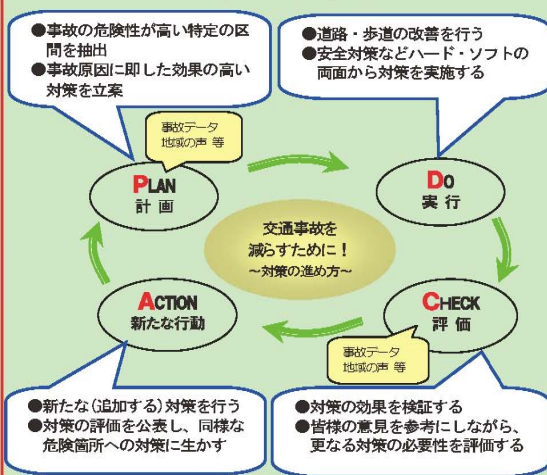 ●事故の危険性が高い特定の区
間を抽出
●事故原因に即した効果の高い
対策を立案
●道路・歩道の改善を行う
●安全対策などハード・ソフトの
両面から対策を実施する
事故データ
地域の声 等
PLAN
計 画
DO
実 行
交通事故を
減らすために！
～対策の進め方～
ACTION
新たな行動
CHECK
評 価
事故データ
地域の声 等
●新たな（追加する）対策を行う
●対策の評価を公表し、同様な
危険箇所への対策に生かす
●対策の効果を検証する
●皆様の意見を参考にしながら、
更なる対策の必要性を評価する